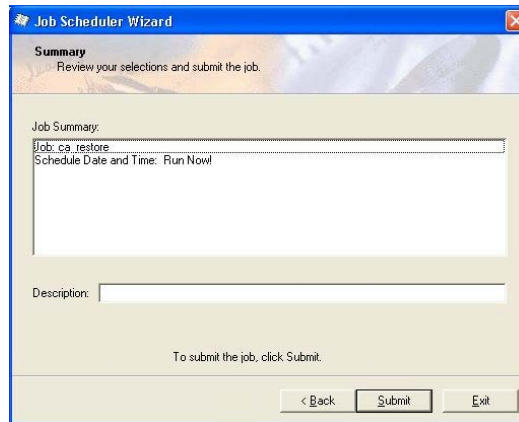 Job Scheduler Wizard
Summary
Review your selections and submit the job.
Job Summary:
Job: ca_restore
Schedule Date and Time: Run Now!
Description:
To submit the job, click Submit.
< Back
Submit
Exit